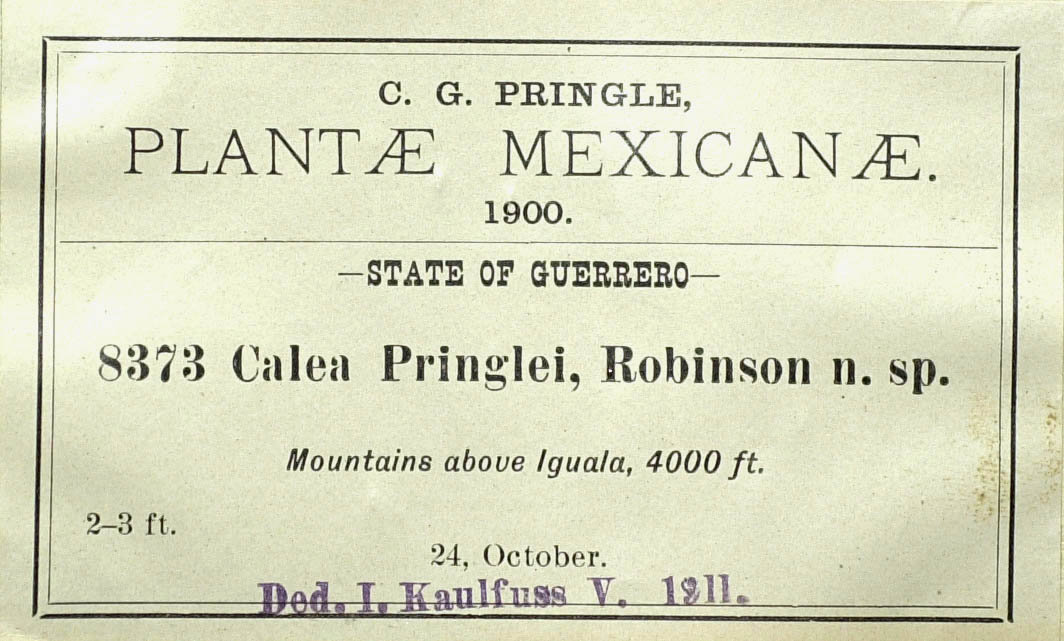 C. G. PRINGLE,
PLANTÆ MEXICANÆ.
1900.
—STATE OF GUERRERO—
8373 Calea Pringlei, Robinson n. sp.
Mountains above Iguala, 4000 ft.
2–3 ft.
24, October.
Ded. I. Kaulfuss V. 1911.